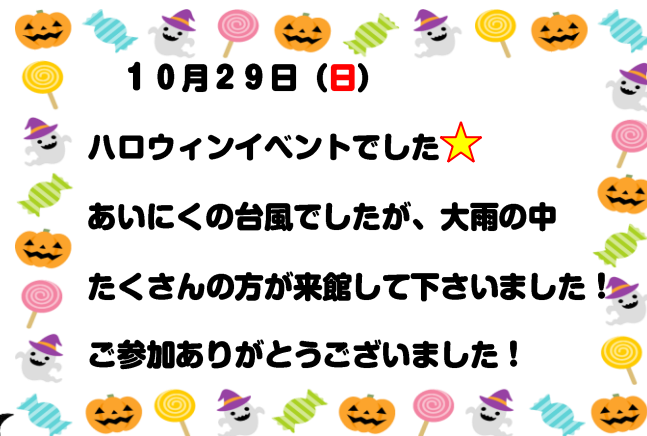 １０月２９日（日）
ハロウィンイベントでした☆
あいにくの台風でしたが、大雨の中
たくさんの方が来館して下さいました！
ご参加ありがとうございました！